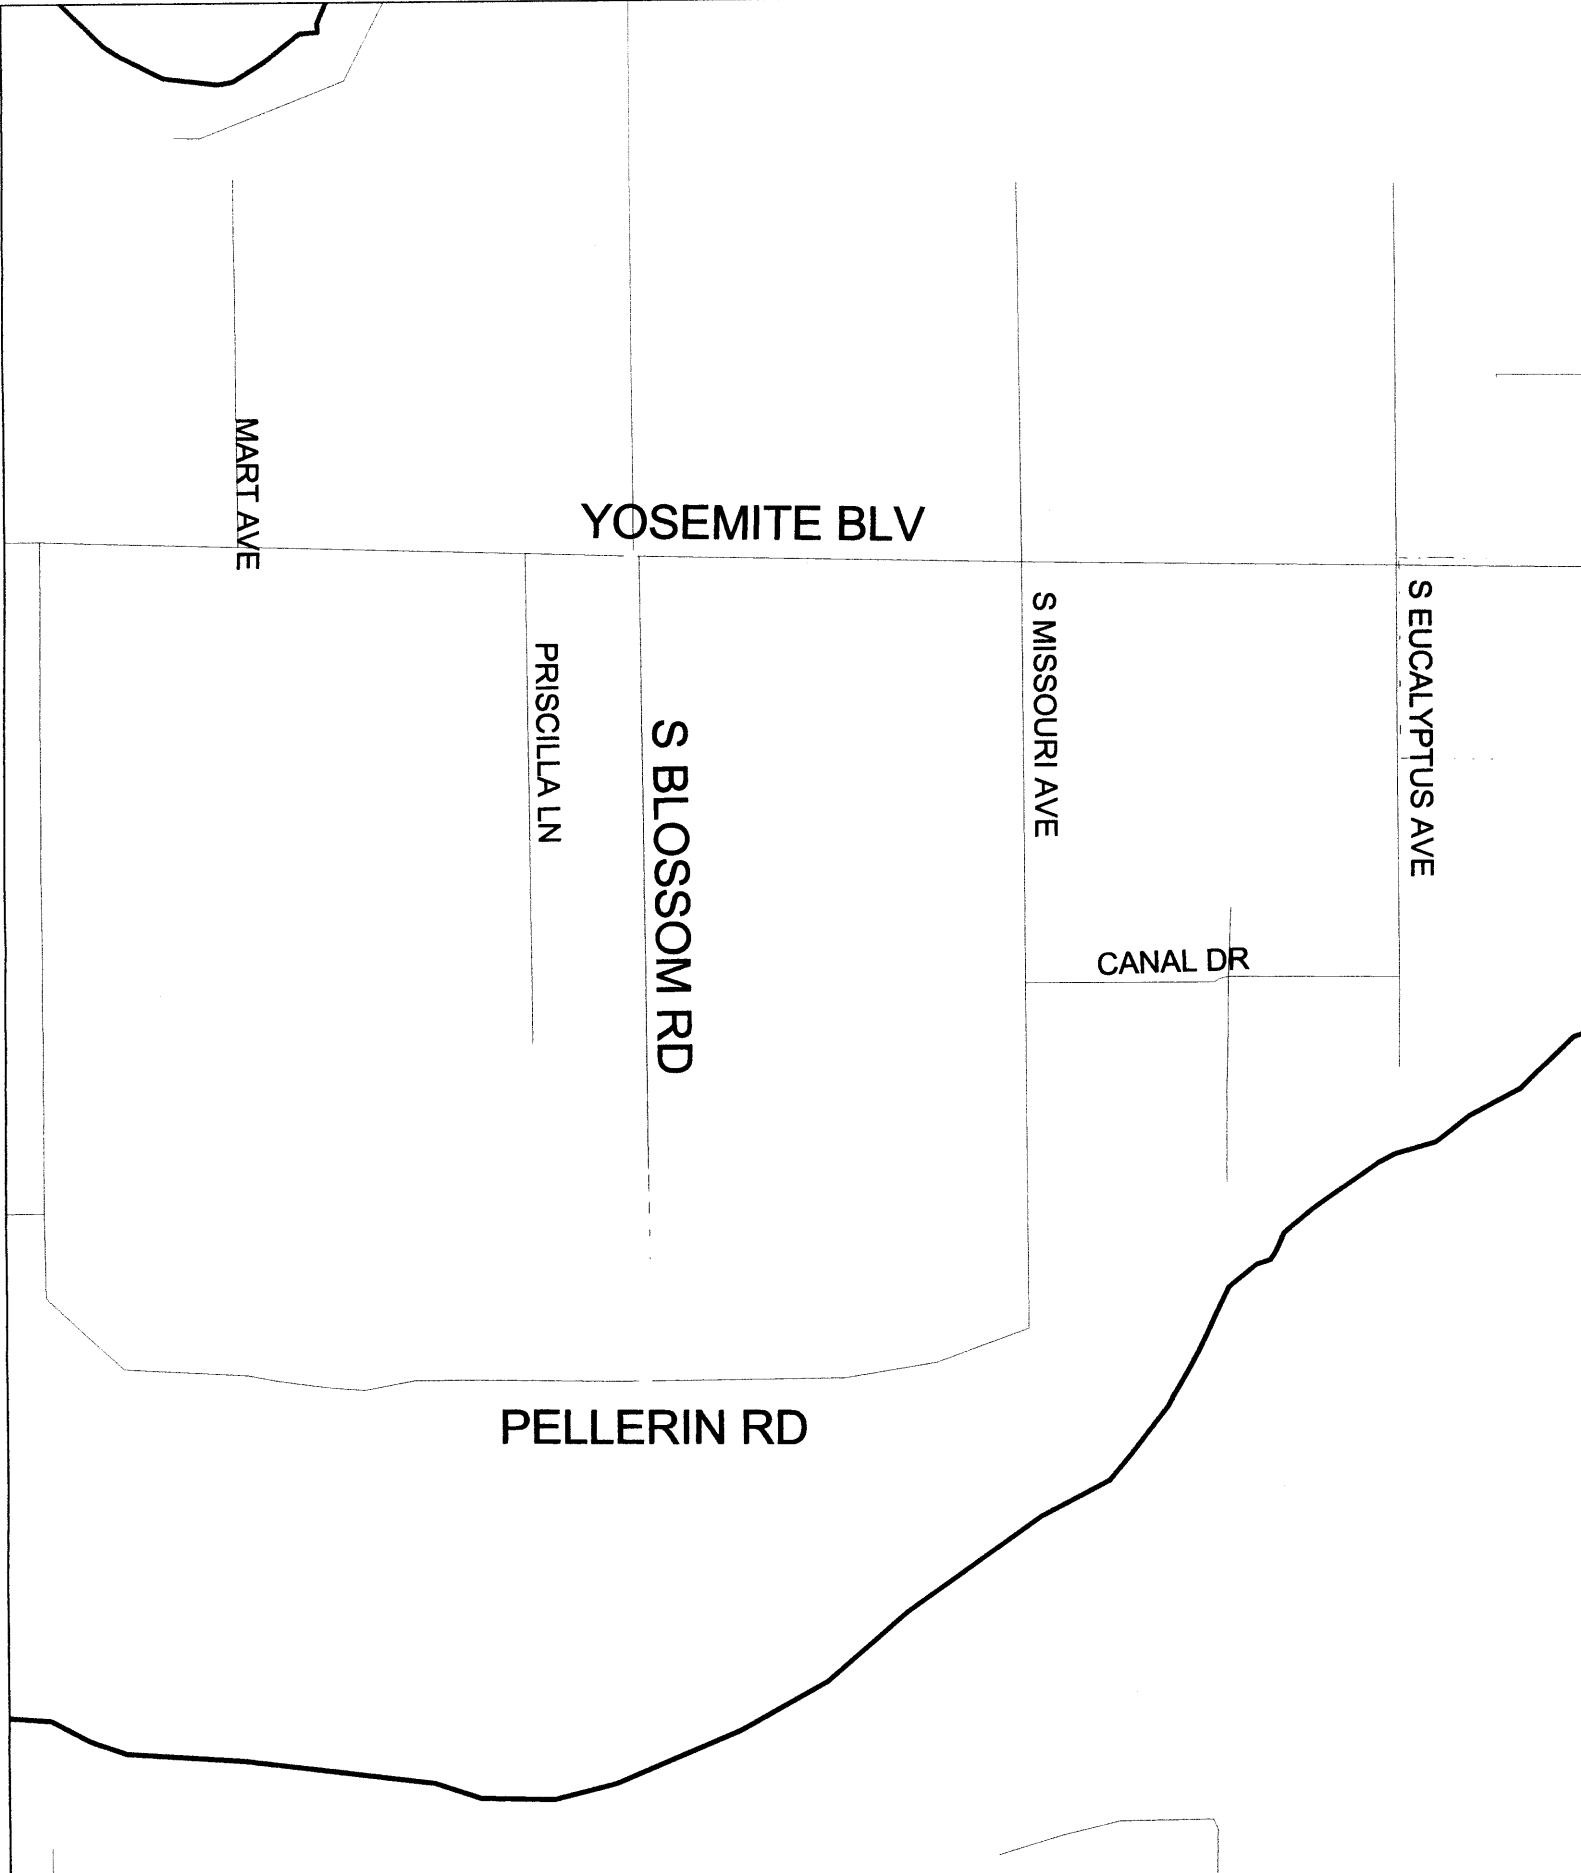 MART AVE
YOSEMITE BLV
S EUCALYPTUS AVE
S MISSOURI AVE
PRISCILLA LN
S BLOSSOM RD
CANAL DR
PELLERIN RD